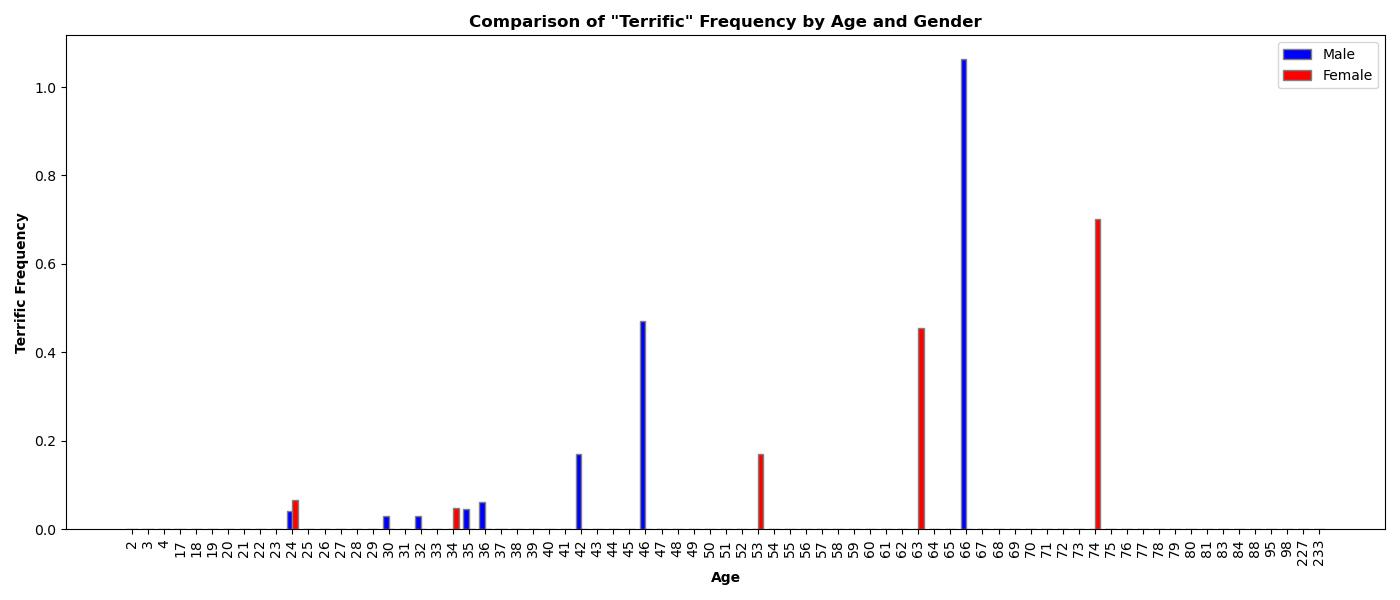 Comparison of "Terrific" Frequency by Age and Gender
Male
Female
Terrific Frequency
1.0
0.8
0.6
0.4
0.2
0.0
2 3 4 17 18 19 20 21 22 23 24 25 26 27 28 29 30 31 32 33 34 35 36 37 38 39 40 41 42 43 44 45 46 47 48 49 50 51 52 53 54 55 56 57 58 59 60 61 62 63 64 65 66 67 68 69 70 71 72 73 74 75 76 77 78 79 80 81 83 84 88 95 98 227 233
Age